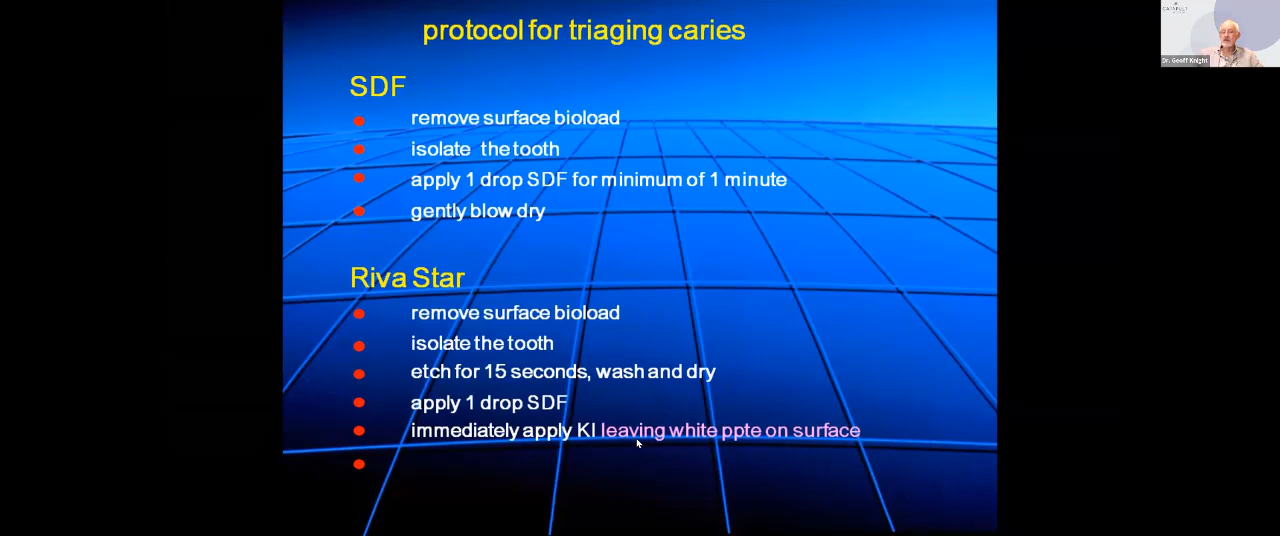 protocol for triaging caries
SDF
remove surface bioload
isolate the tooth
apply 1 drop SDF for minimum of 1 minute
gently blow dry
Riva Star
remove surface bioload
isolate the tooth
etch for 15 seconds, wash and dry
apply 1 drop SDF
immediately apply KI leaving white ppte on surface
CATAPULT
Dr. Geoff Knight